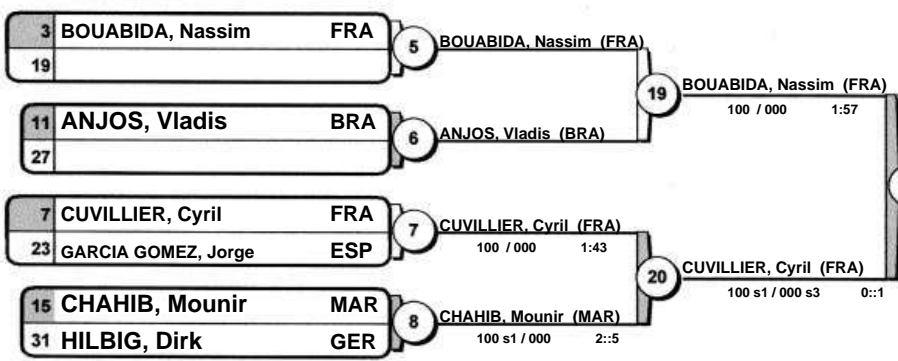 3 BOUABIDA, Nassim FRA
19
5
BOUABIDA, Nassim (FRA)
11 ANJOS, Vladis BRA
27
6
ANJOS, Vladis (BRA)
19
BOUABIDA, Nassim (FRA)
100 / 000 1:57
7 CUVILLIER, Cyril FRA
23 GARCIA GOMEZ, Jorge ESP
7
CUVILLIER, Cyril (FRA)
100 / 000 1:43
15 CHAHIB, Mounir MAR
31 HILBIG, Dirk GER
8
CHAHIB, Mounir (MAR)
100 s1 / 000 2::5
20
CUVILLIER, Cyril (FRA)
100 s1 / 000 s3 0::1